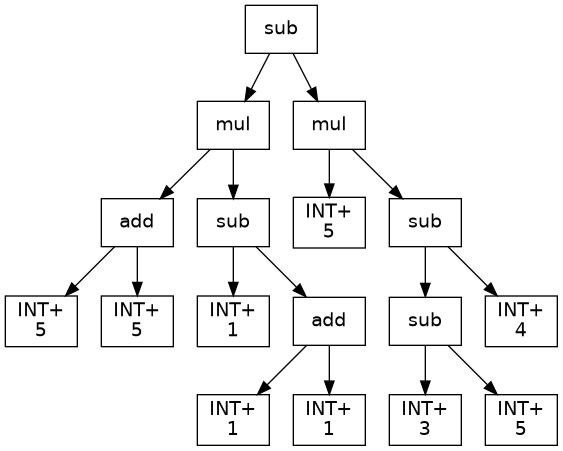 sub
mul
mul
add
sub
INT+
5
sub
INT+
5
INT+
5
INT+
1
add
sub
INT+
4
INT+
1
INT+
1
INT+
3
INT+
5